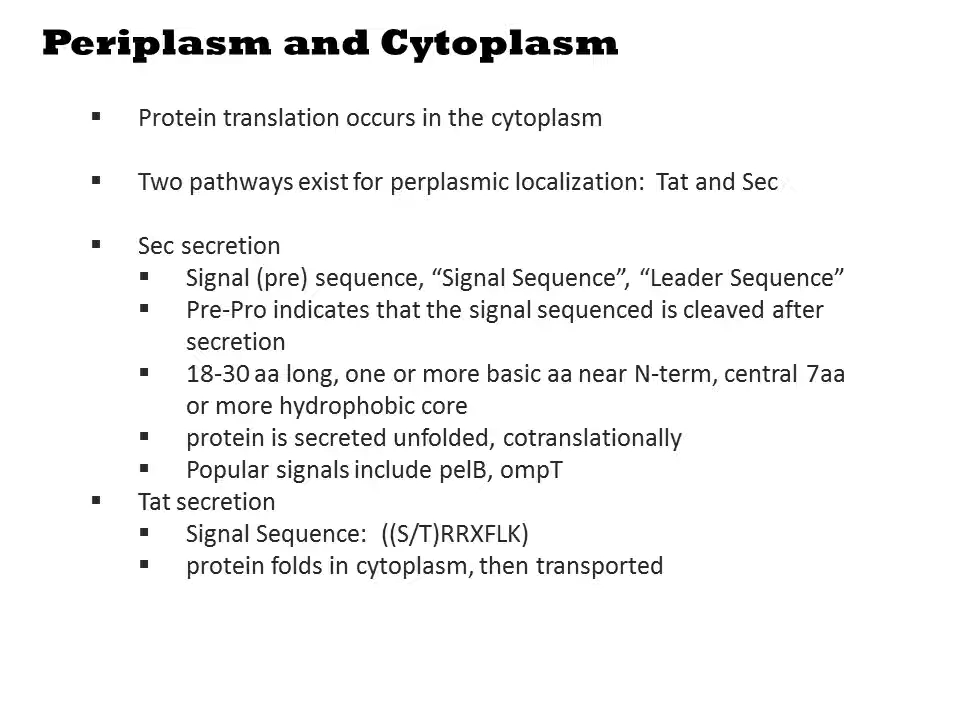 Periplasm and Cytoplasm
▪ Protein translation occurs in the cytoplasm
▪ Two pathways exist for perplasmic localization: Tat and Sec
▪ Sec secretion
▪ Signal (pre) sequence, “Signal Sequence”, “Leader Sequence”
▪ Pre-Pro indicates that the signal sequenced is cleaved after
secretion
▪ 18-30 aa long, one or more basic aa near N-term, central 7aa
or more hydrophobic core
▪ protein is secreted unfolded, cotranslationally
▪ Popular signals include pelB, ompT
▪ Tat secretion
▪ Signal Sequence: ((S/T)RRXFLK)
▪ protein folds in cytoplasm, then transported